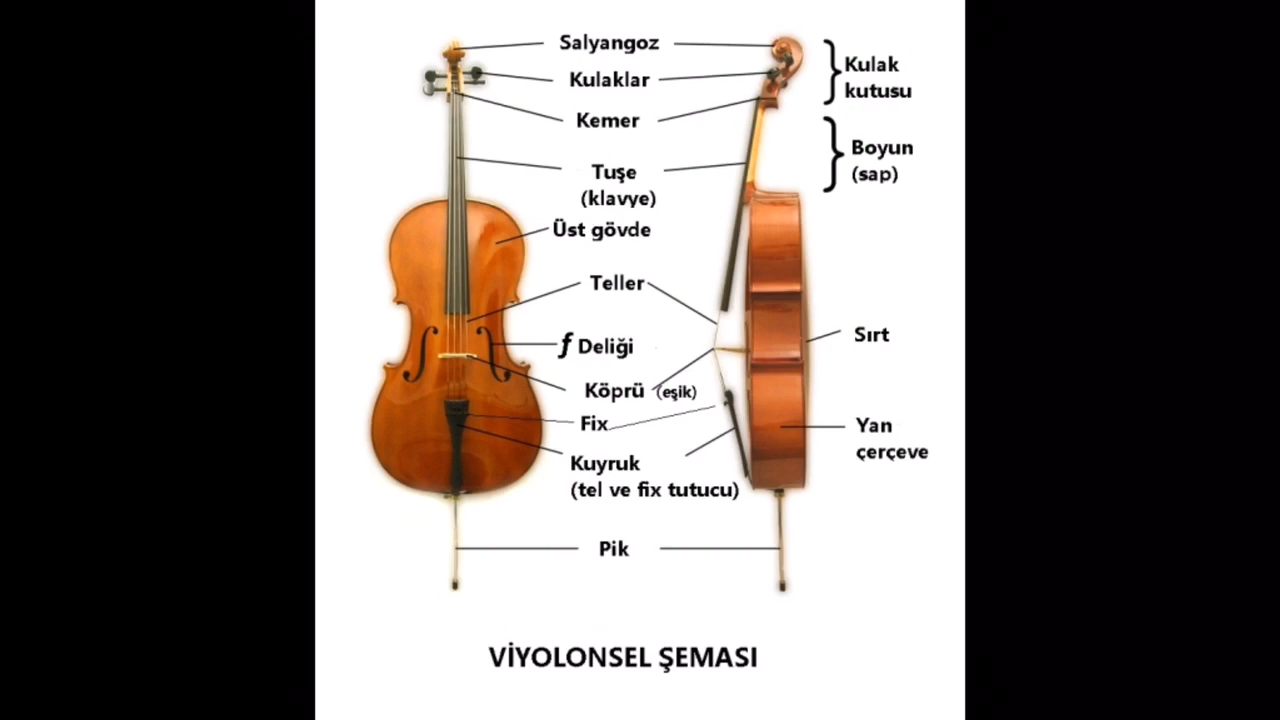 Salyangoz
Kulaklar
Kemer
Tuşe
(klavye)
Üst gövde
Teller
ƒ Deliği
Köprü (eşik)
Fix
Kuyruk
(tel ve fix tutucu)
Pik
Kulak
kutusu
Boyun
(sap)
Sırt
Yan
çerçeve
VİYOLONSEL ŞEMASI